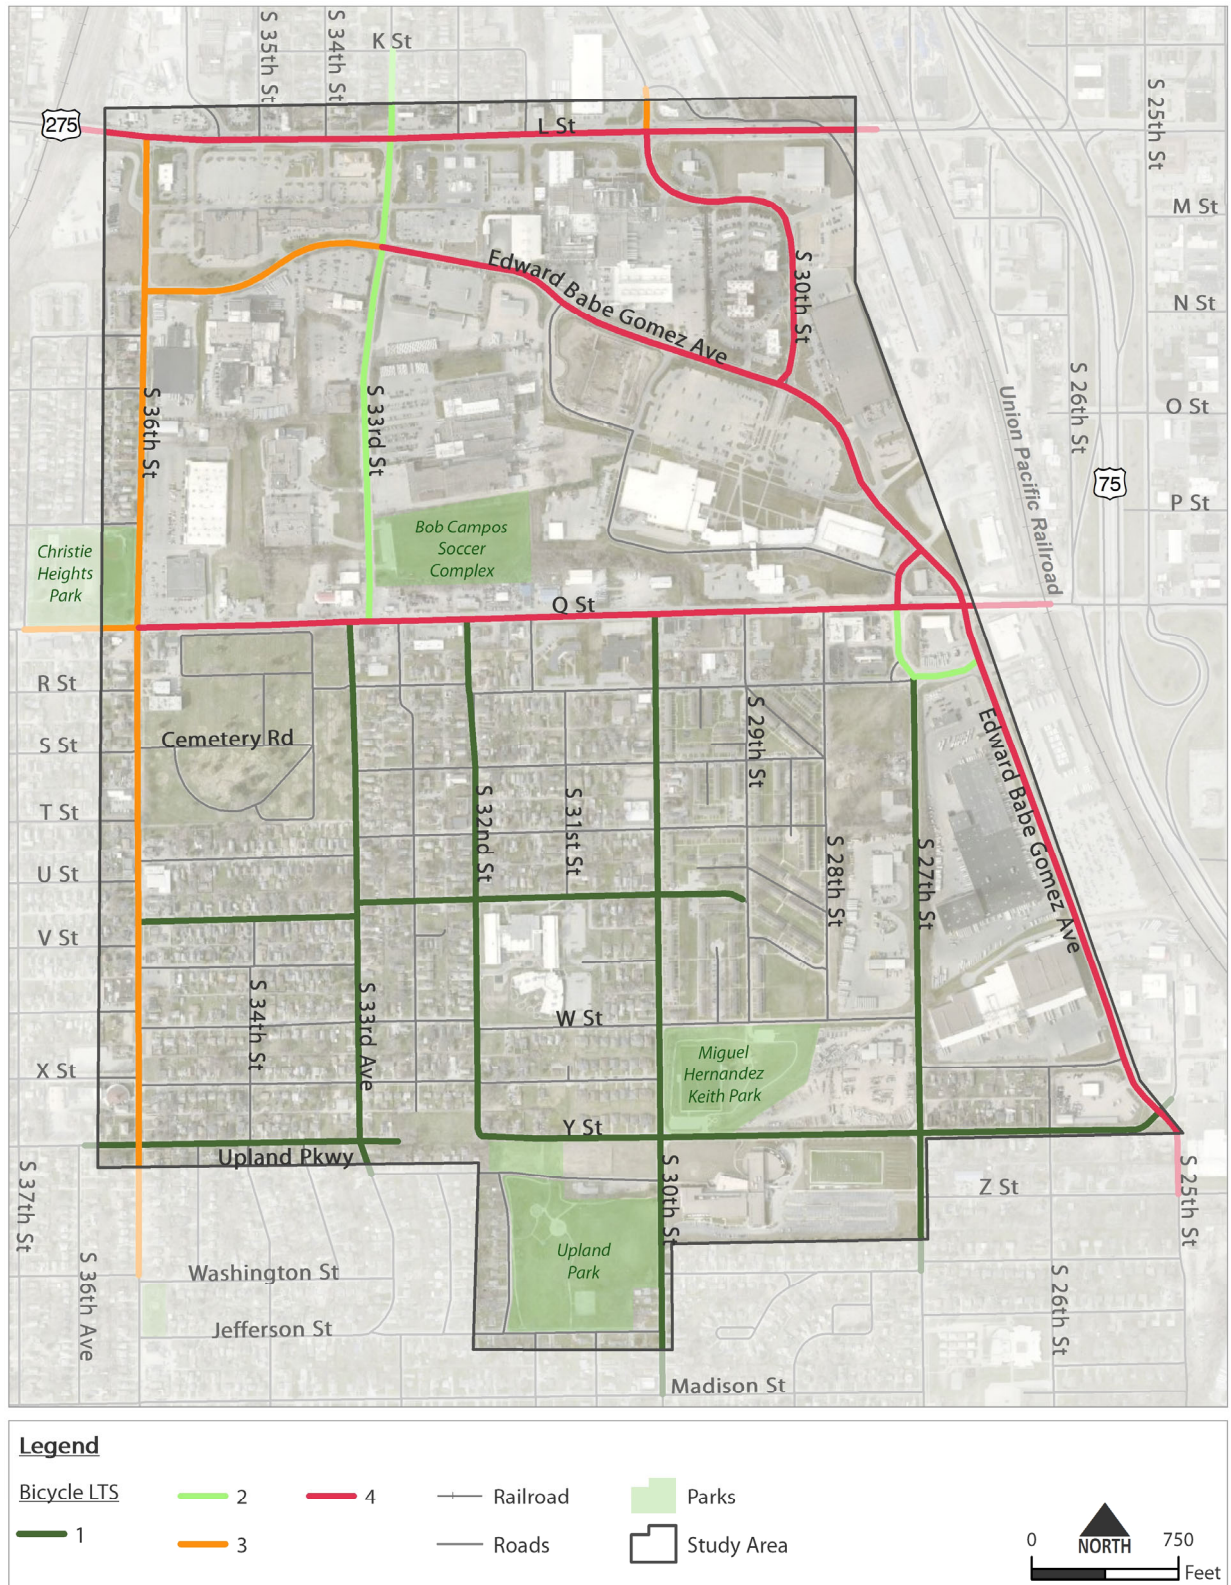 S 35th St
S 34th St
K St
275
L St
S 25th St
M St
Edward Babe Gomez Ave
S 30th St
N St
S 36th St
S 33rd St
Union Pacific Railroad
S 26th St
O St
75
P St
Christie
Heights
Park
Bob Campos
Soccer
Complex
Q St
R St
S St
Cemetery Rd
S 29th St
Edward Babe Gomez Ave
T St
S 32nd St
S 31st St
U St
S 28th St
S 27th St
V St
S 34th St
S 33rd Ave
W St
X St
Miguel
Hernandez
Keith Park
Y St
Upland Pkwy
S 37th St
S 30th St
Z St
S 25th St
Upland
Park
Washington St
S 36th Ave
S 26th St
Jefferson St
Madison St
Legend
Bicycle LTS
1
2
3
4
Railroad
Roads
Parks
Study Area
0
NORTH
750
Feet